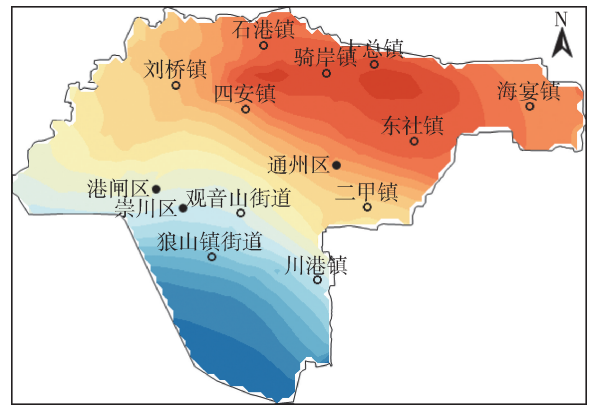 N
石港镇
骑岸镇
十总镇
刘桥镇
四安镇
海宴镇
东社镇
通州区
港闸区
观音山街道
二甲镇
崇川区
狼山镇街道
川港镇